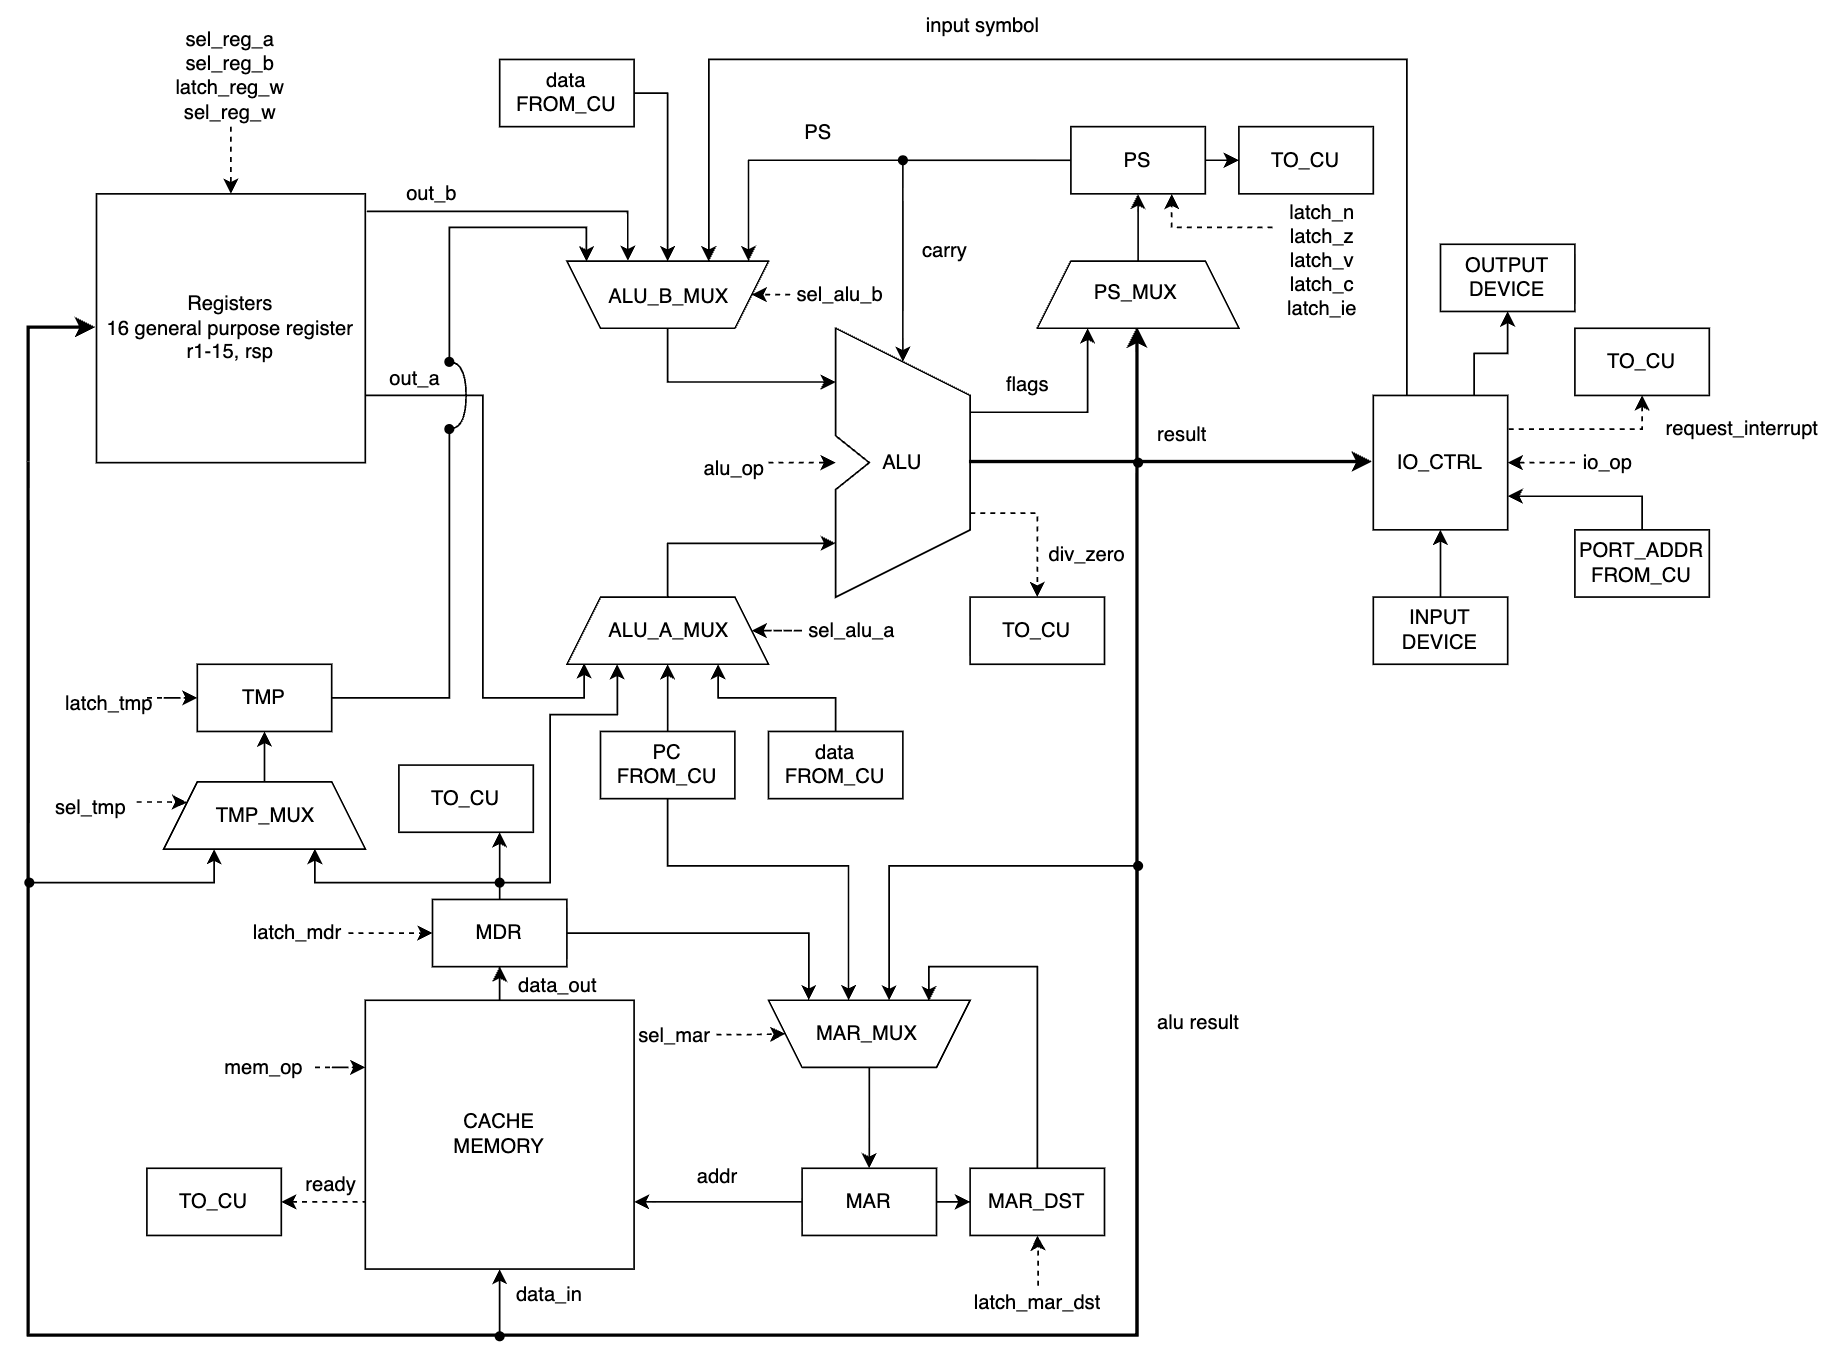 input symbol
sel_reg_a
sel_reg_b
latch_reg_w
sel_reg_w
data
FROM_CU
PS
PS
TO_CU
out_b
latch_n
latch_z
latch_v
latch_c
latch_ie
carry
OUTPUT
DEVICE
Registers
16 general purpose register
r1-15, rsp
ALU_B_MUX
sel_alu_b
PS_MUX
TO_CU
out_a
flags
request_interrupt
result
alu_op
ALU
IO_CTRL
io_op
div_zero
PORT_ADDR
FROM_CU
ALU_A_MUX
sel_alu_a
TO_CU
INPUT
DEVICE
latch_tmp
TMP
PC
FROM_CU
data
FROM_CU
sel_tmp
TMP_MUX
TO_CU
latch_mdr
MDR
data_out
sel_mar
MAR_MUX
alu result
mem_op
CACHE
MEMORY
TO_CU
ready
addr
MAR
MAR_DST
data_in
latch_mar_dst